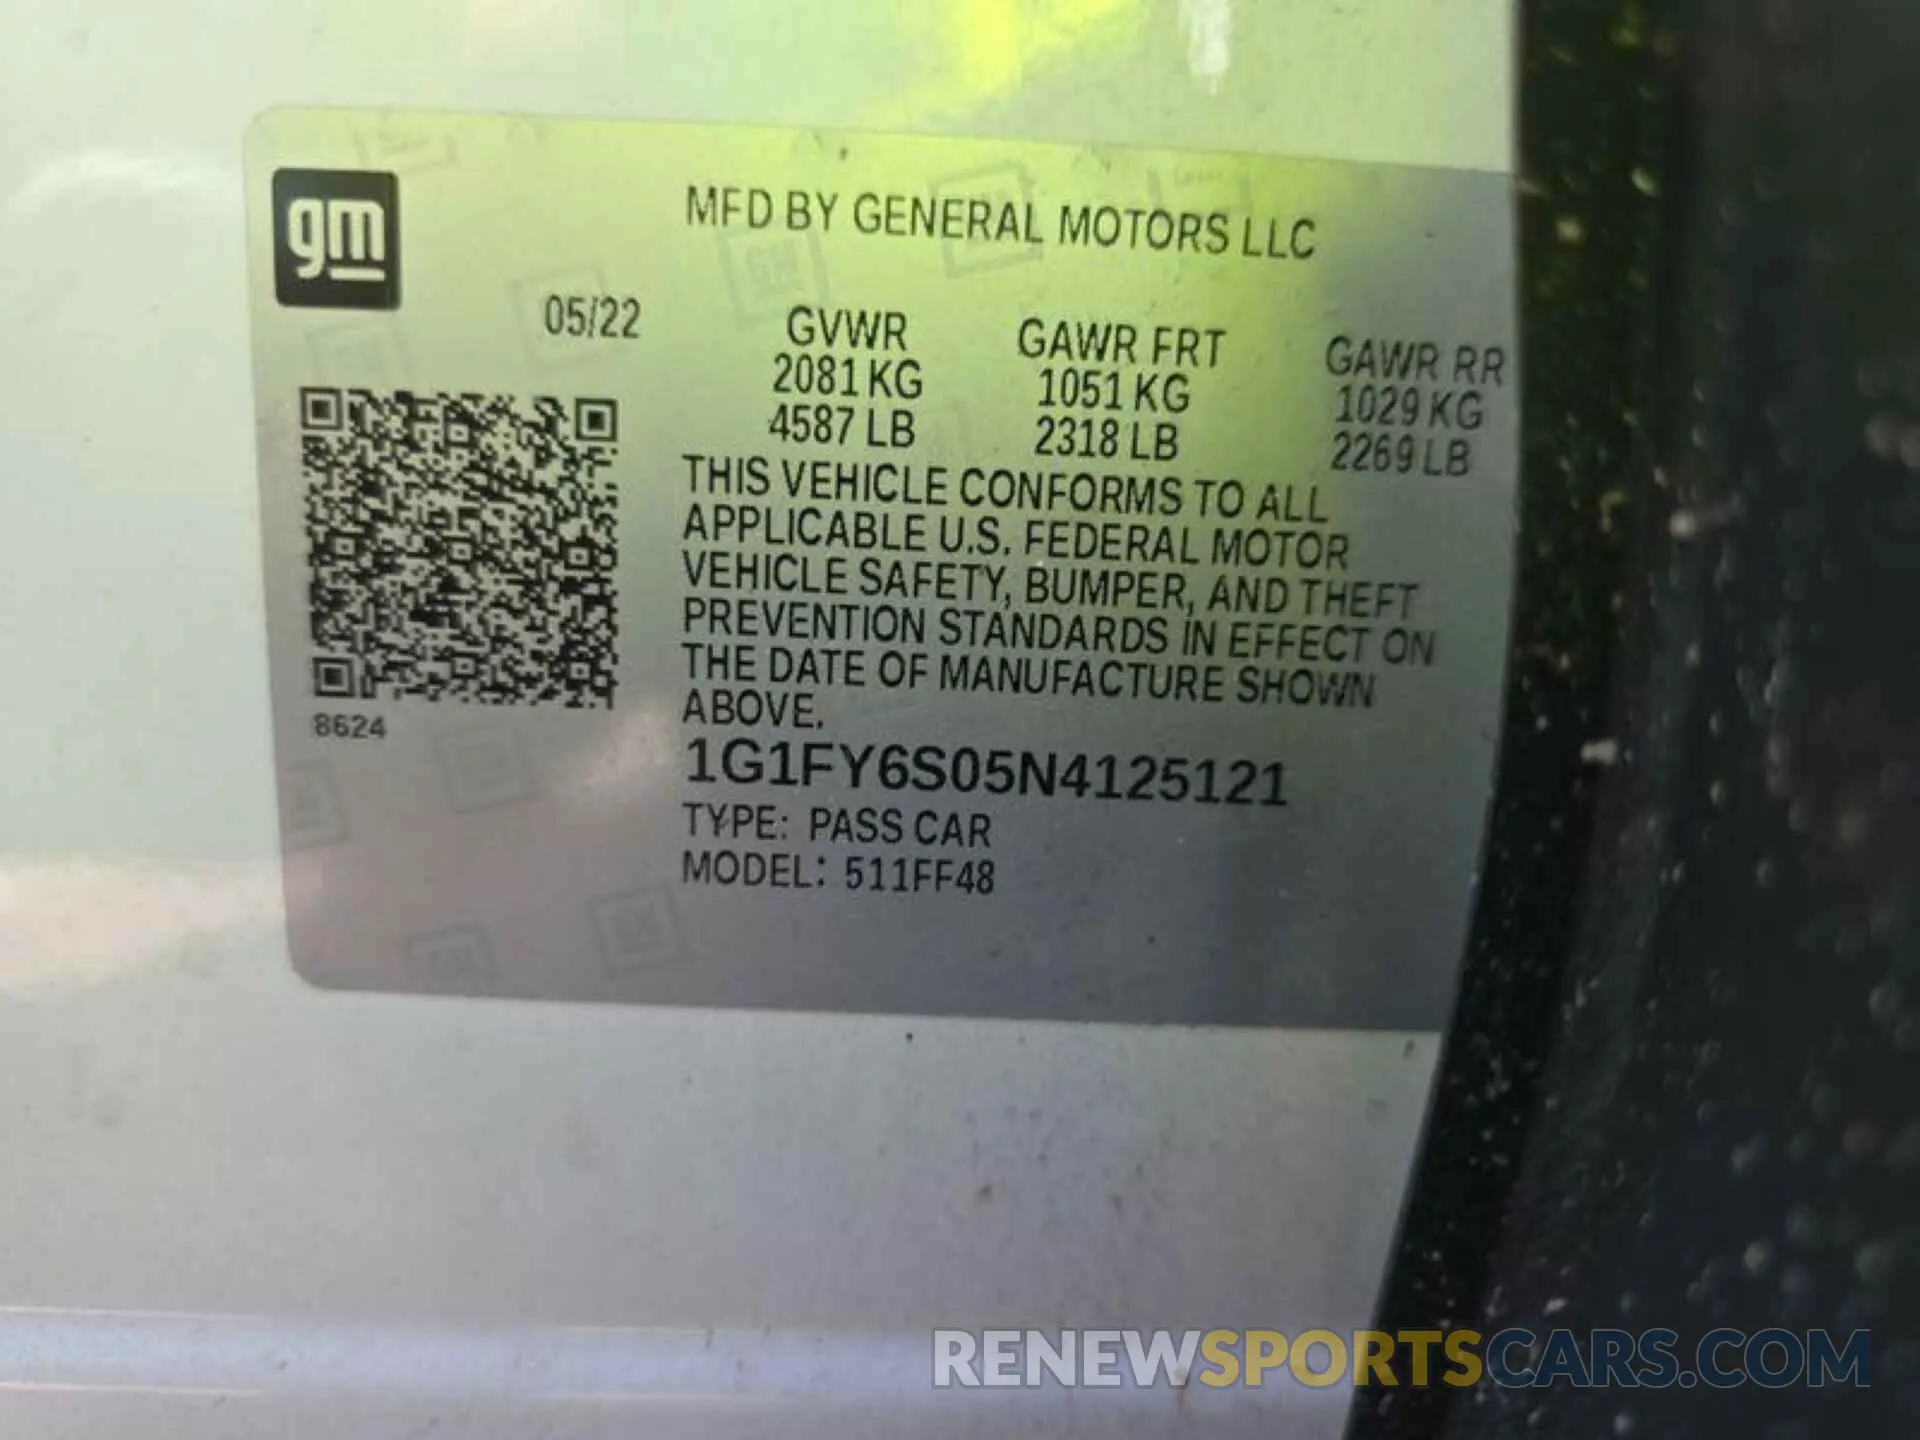 gm
MFD BY GENERAL MOTORS LLC
05/22
GVWR GAWR FRT GAWR RR
2081 KG 1051 KG 1029 KG
4587 LB 2318 LB 2269 LB
THIS VEHICLE CONFORMS TO ALL
APPLICABLE U.S. FEDERAL MOTOR
VEHICLE SAFETY, BUMPER, AND THEFT
PREVENTION STANDARDS IN EFFECT ON
THE DATE OF MANUFACTURE SHOWN
ABOVE.
8624
1G1FY6S05N4125121
TYPE: PASS CAR
MODEL: 511FF48
RENEWSPORTSCARS.COM